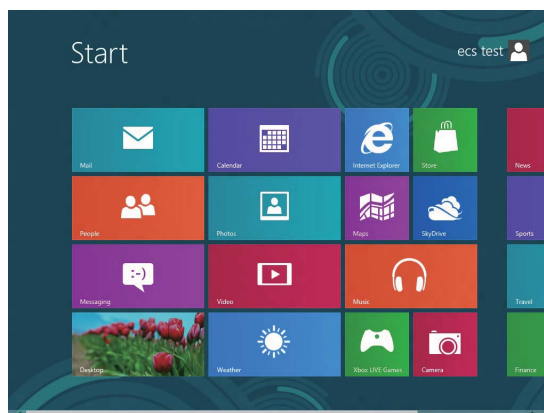 Start
ecs test
Mail
Calendar
Internet Explorer
Store
News
People
Photos
Maps
SkyDrive
Sports
Messaging
:-)
Video
Music
Travel
Desktop
Weather
Xbox LIVE Games
Camera
Finance